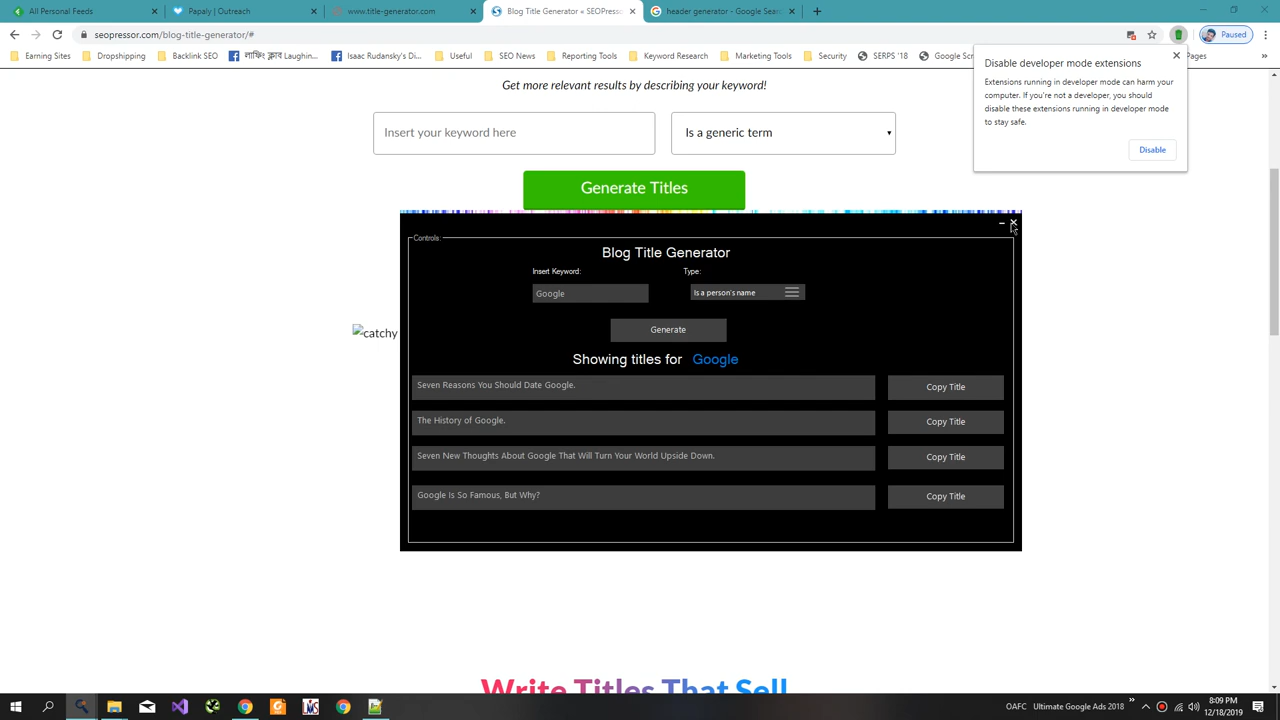 All Personal Feeds
Papaly | Outreach
www.title-generator.com
Blog Title Generator « SEOPress
header generator - Google Sear
seopressor.com/blog-title-generator/#
Paused
Earning Sites
Dropshipping
Backlink SEO
লাফিং ক্লাব Laughin...
Isaac Rudansky's Di...
Useful
SEO News
Reporting Tools
Keyword Research
Marketing Tools
Security
SERPS '18
Google Sc
Pages
Disable developer mode extensions
Extensions running in developer mode can harm your
computer. If you're not a developer, you should
disable these extensions running in developer mode
to stay safe.
Disable
Get more relevant results by describing your keyword!
Insert your keyword here
Is a generic term
Generate Titles
Controls:
Blog Title Generator
Insert Keyword:
Type:
Google
Is a person's name
Generate
catchy
Showing titles for Google
Seven Reasons You Should Date Google.
Copy Title
The History of Google.
Copy Title
Seven New Thoughts About Google That Will Turn Your World Upside Down.
Copy Title
Google Is So Famous, But Why?
Copy Title
Write Titles That Sell
OAFC
Ultimate Google Ads 2018
8:09 PM
12/18/2019